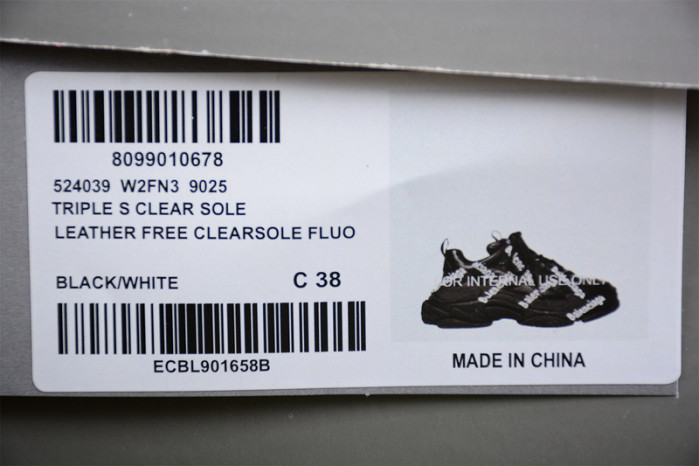 8099010678
524039 W2FN3 9025
TRIPLE S CLEAR SOLE
LEATHER FREE CLEARSOLE FLUO
BLACK/WHITE C 38
ECBL901658B
FOR INTERNAL USE ONLY
Balenciaga
MADE IN CHINA